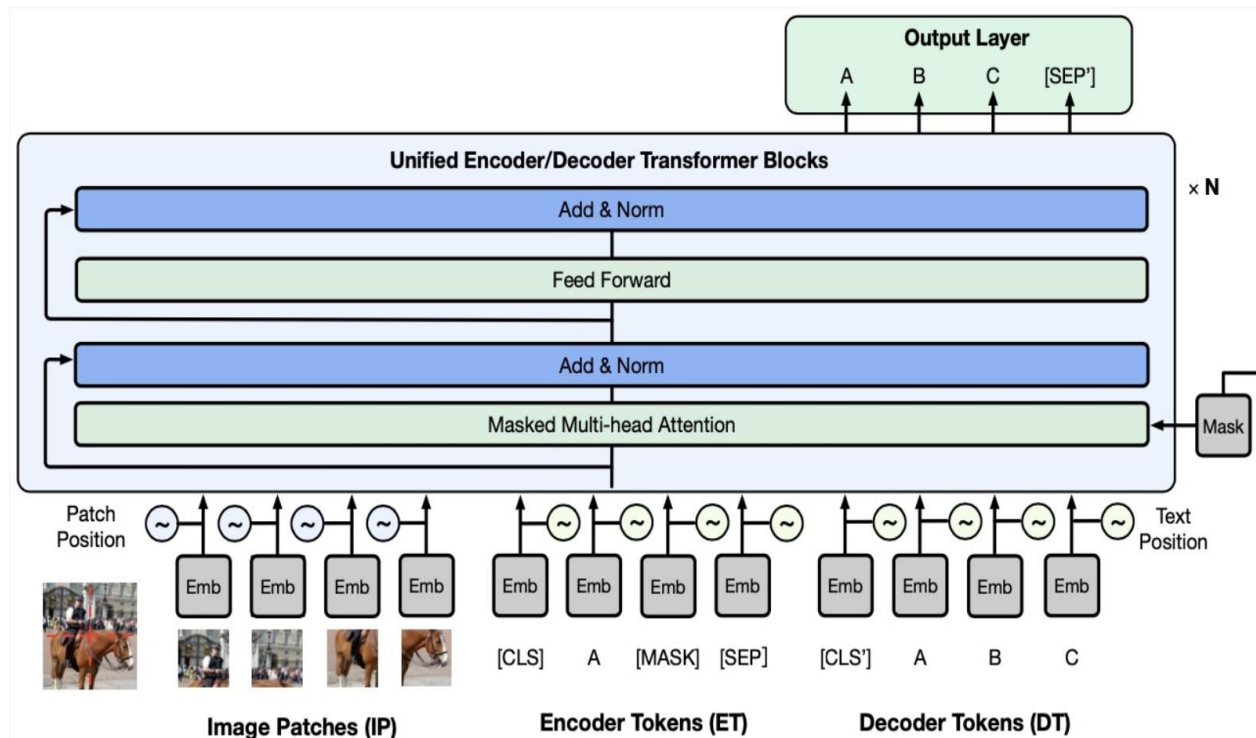 Output Layer
A B C [SEP']
Unified Encoder/Decoder Transformer Blocks
× N
Add & Norm
Feed Forward
Add & Norm
Masked Multi-head Attention
Mask
Patch
Position
~ ~ ~ ~ ~ ~ ~ ~ ~ ~ ~ ~
Text
Position
Emb Emb Emb Emb Emb Emb Emb Emb Emb Emb Emb Emb
[CLS] A [MASK] [SEP] [CLS'] A B C
Image Patches (IP) Encoder Tokens (ET) Decoder Tokens (DT)